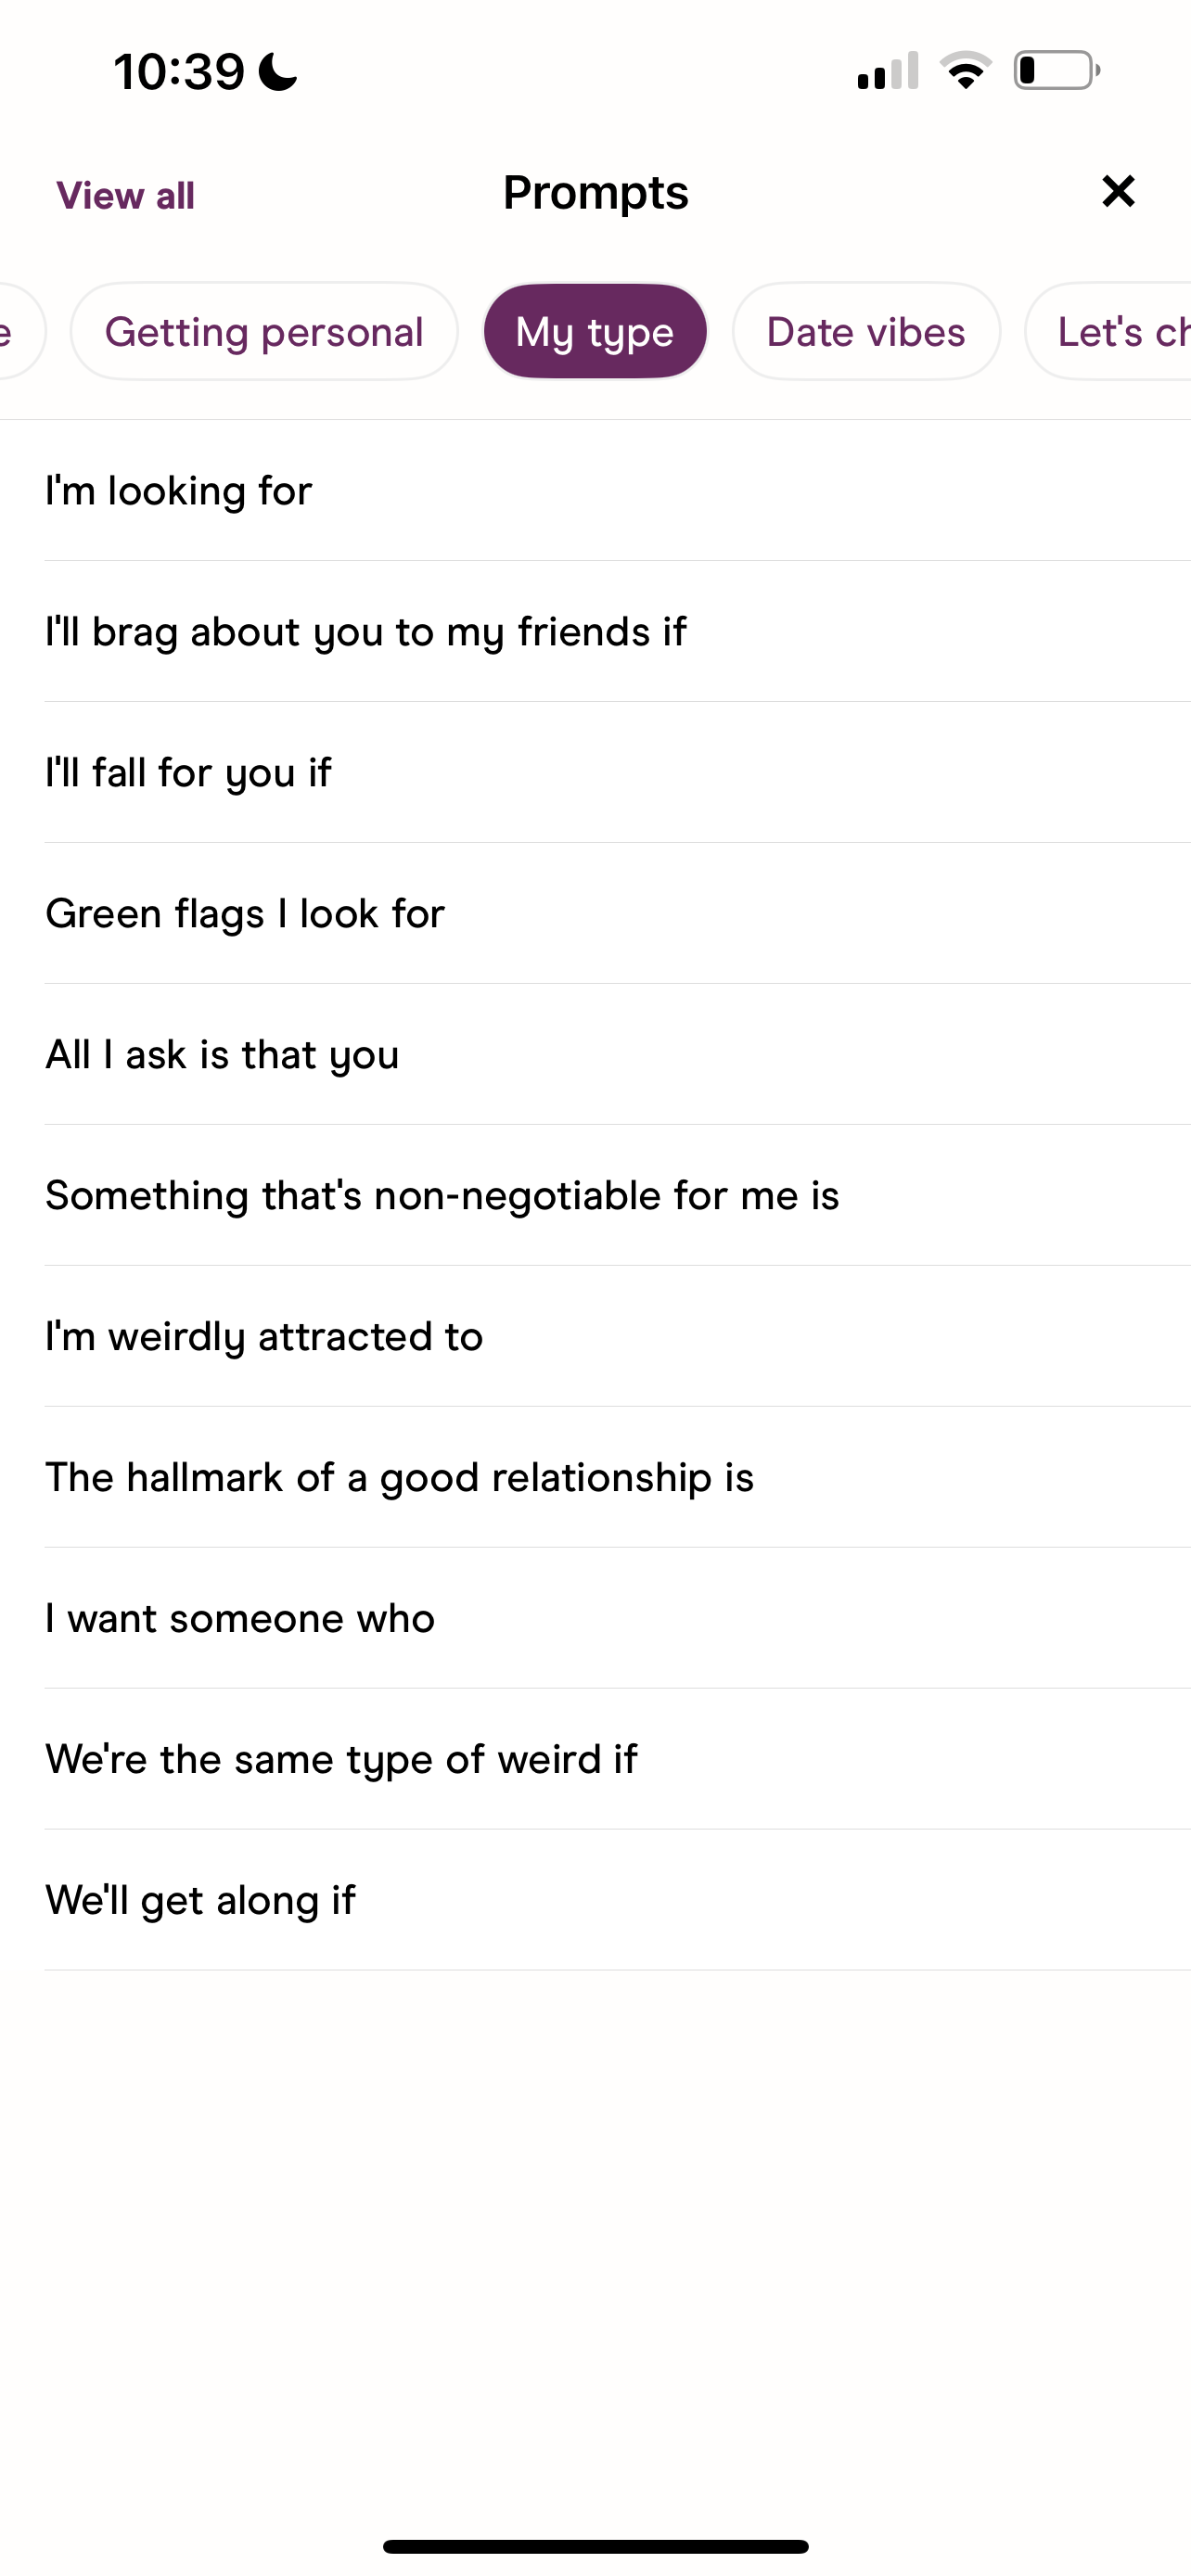 10:39
View all
Prompts
e
Getting personal
My type
Date vibes
Let's ch
I'm looking for
I'll brag about you to my friends if
I'll fall for you if
Green flags I look for
All I ask is that you
Something that's non-negotiable for me is
I'm weirdly attracted to
The hallmark of a good relationship is
I want someone who
We're the same type of weird if
We'll get along if